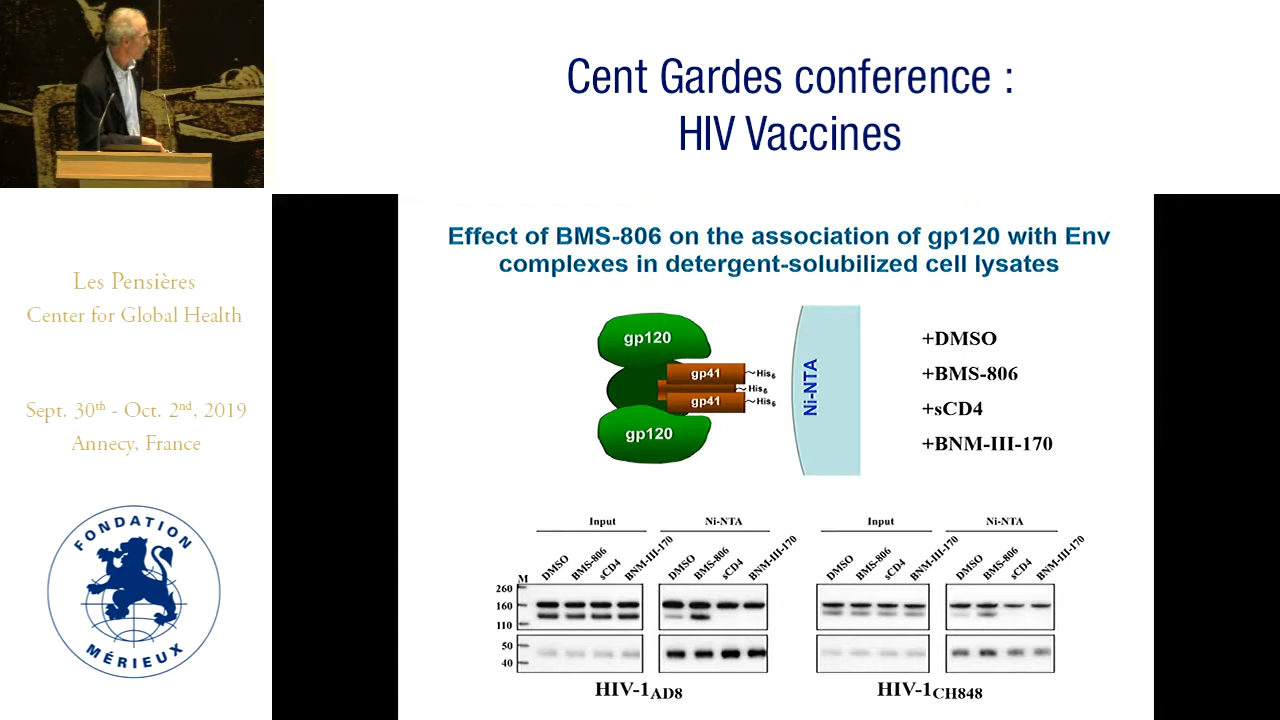 Cent Gardes conference :
HIV Vaccines
Les Pensières
Center for Global Health
Sept. 30th - Oct. 2nd, 2019
Annecy, France
FONDATION
MÉRIEUX
Effect of BMS-806 on the association of gp120 with Env
complexes in detergent-solubilized cell lysates
gp120
gp41
His6
His6
gp41
His6
gp120
Ni-NTA
+DMSO
+BMS-806
+sCD4
+BNM-III-170
Input
Ni-NTA
Input
Ni-NTA
M
DMSO
BMS-806
sCD4
BNM-III-170
DMSO
BMS-806
sCD4
BNM-III-170
DMSO
BMS-806
sCD4
BNM-III-170
DMSO
BMS-806
sCD4
BNM-III-170
260
160
110
50
40
HIV-1AD8
HIV-1CH848